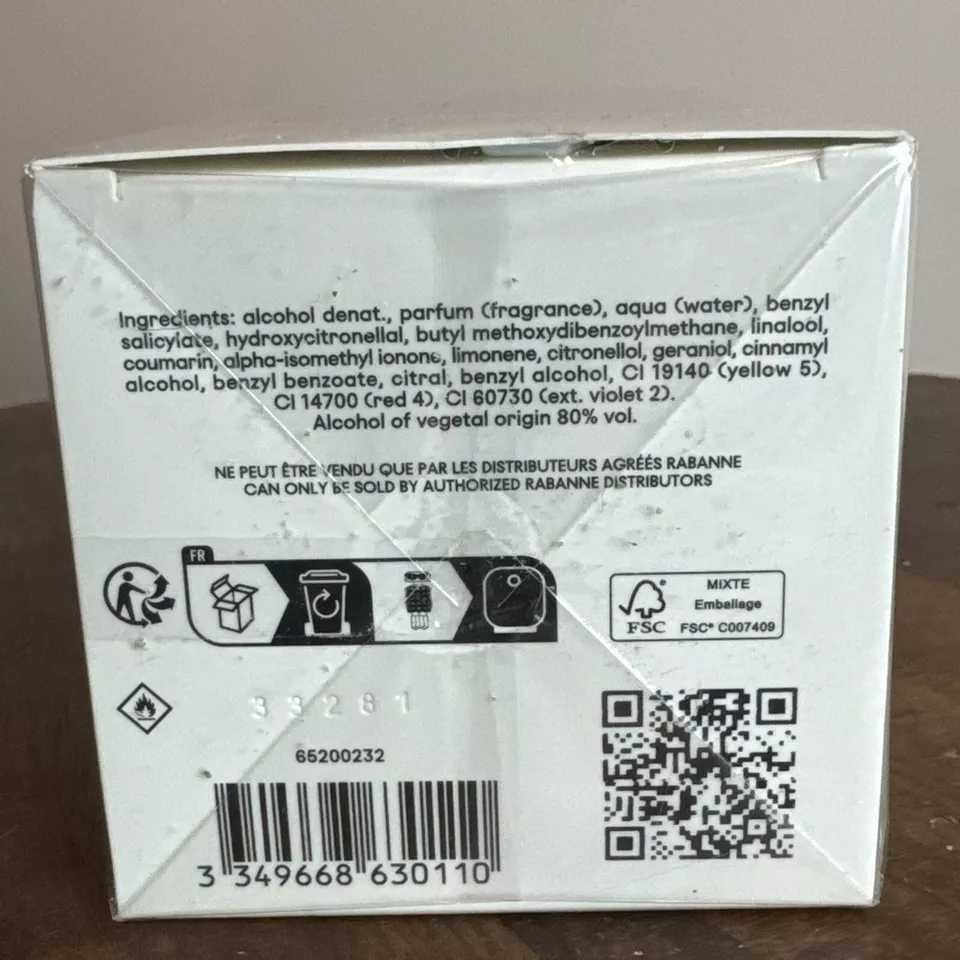 Ingredients: alcohol denat., parfum (fragrance), aqua (water), benzyl
salicylate, hydroxycitronellal, butyl methoxydibenzoylmethane, linalool,
coumarin, alpha-isomethyl ionone, limonene, citronellol, geraniol, cinnamyl
alcohol, benzyl benzoate, citral, benzyl alcohol, CI 19140 (yellow 5),
CI 14700 (red 4), CI 60730 (ext. violet 2).
Alcohol of vegetal origin 80% vol.
NE PEUT ÊTRE VENDU QUE PAR LES DISTRIBUTEURS AGRÉÉS RABANNE
CAN ONLY BE SOLD BY AUTHORIZED RABANNE DISTRIBUTORS
FR
MIXTE
Emballage
FSC FSC® C007409
33281
65200232
3 349668 630110